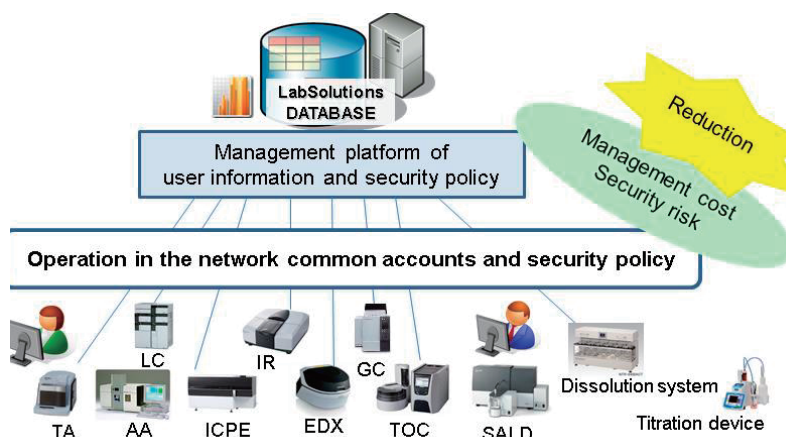 LabSolutions
DATABASE
Reduction
Management cost
Security risk
Management platform of
user information and security policy
Operation in the network common accounts and security policy
LC
IR
GC
Dissolution system
TA
AA
ICPE
EDX
TOC
SALD
Titration device